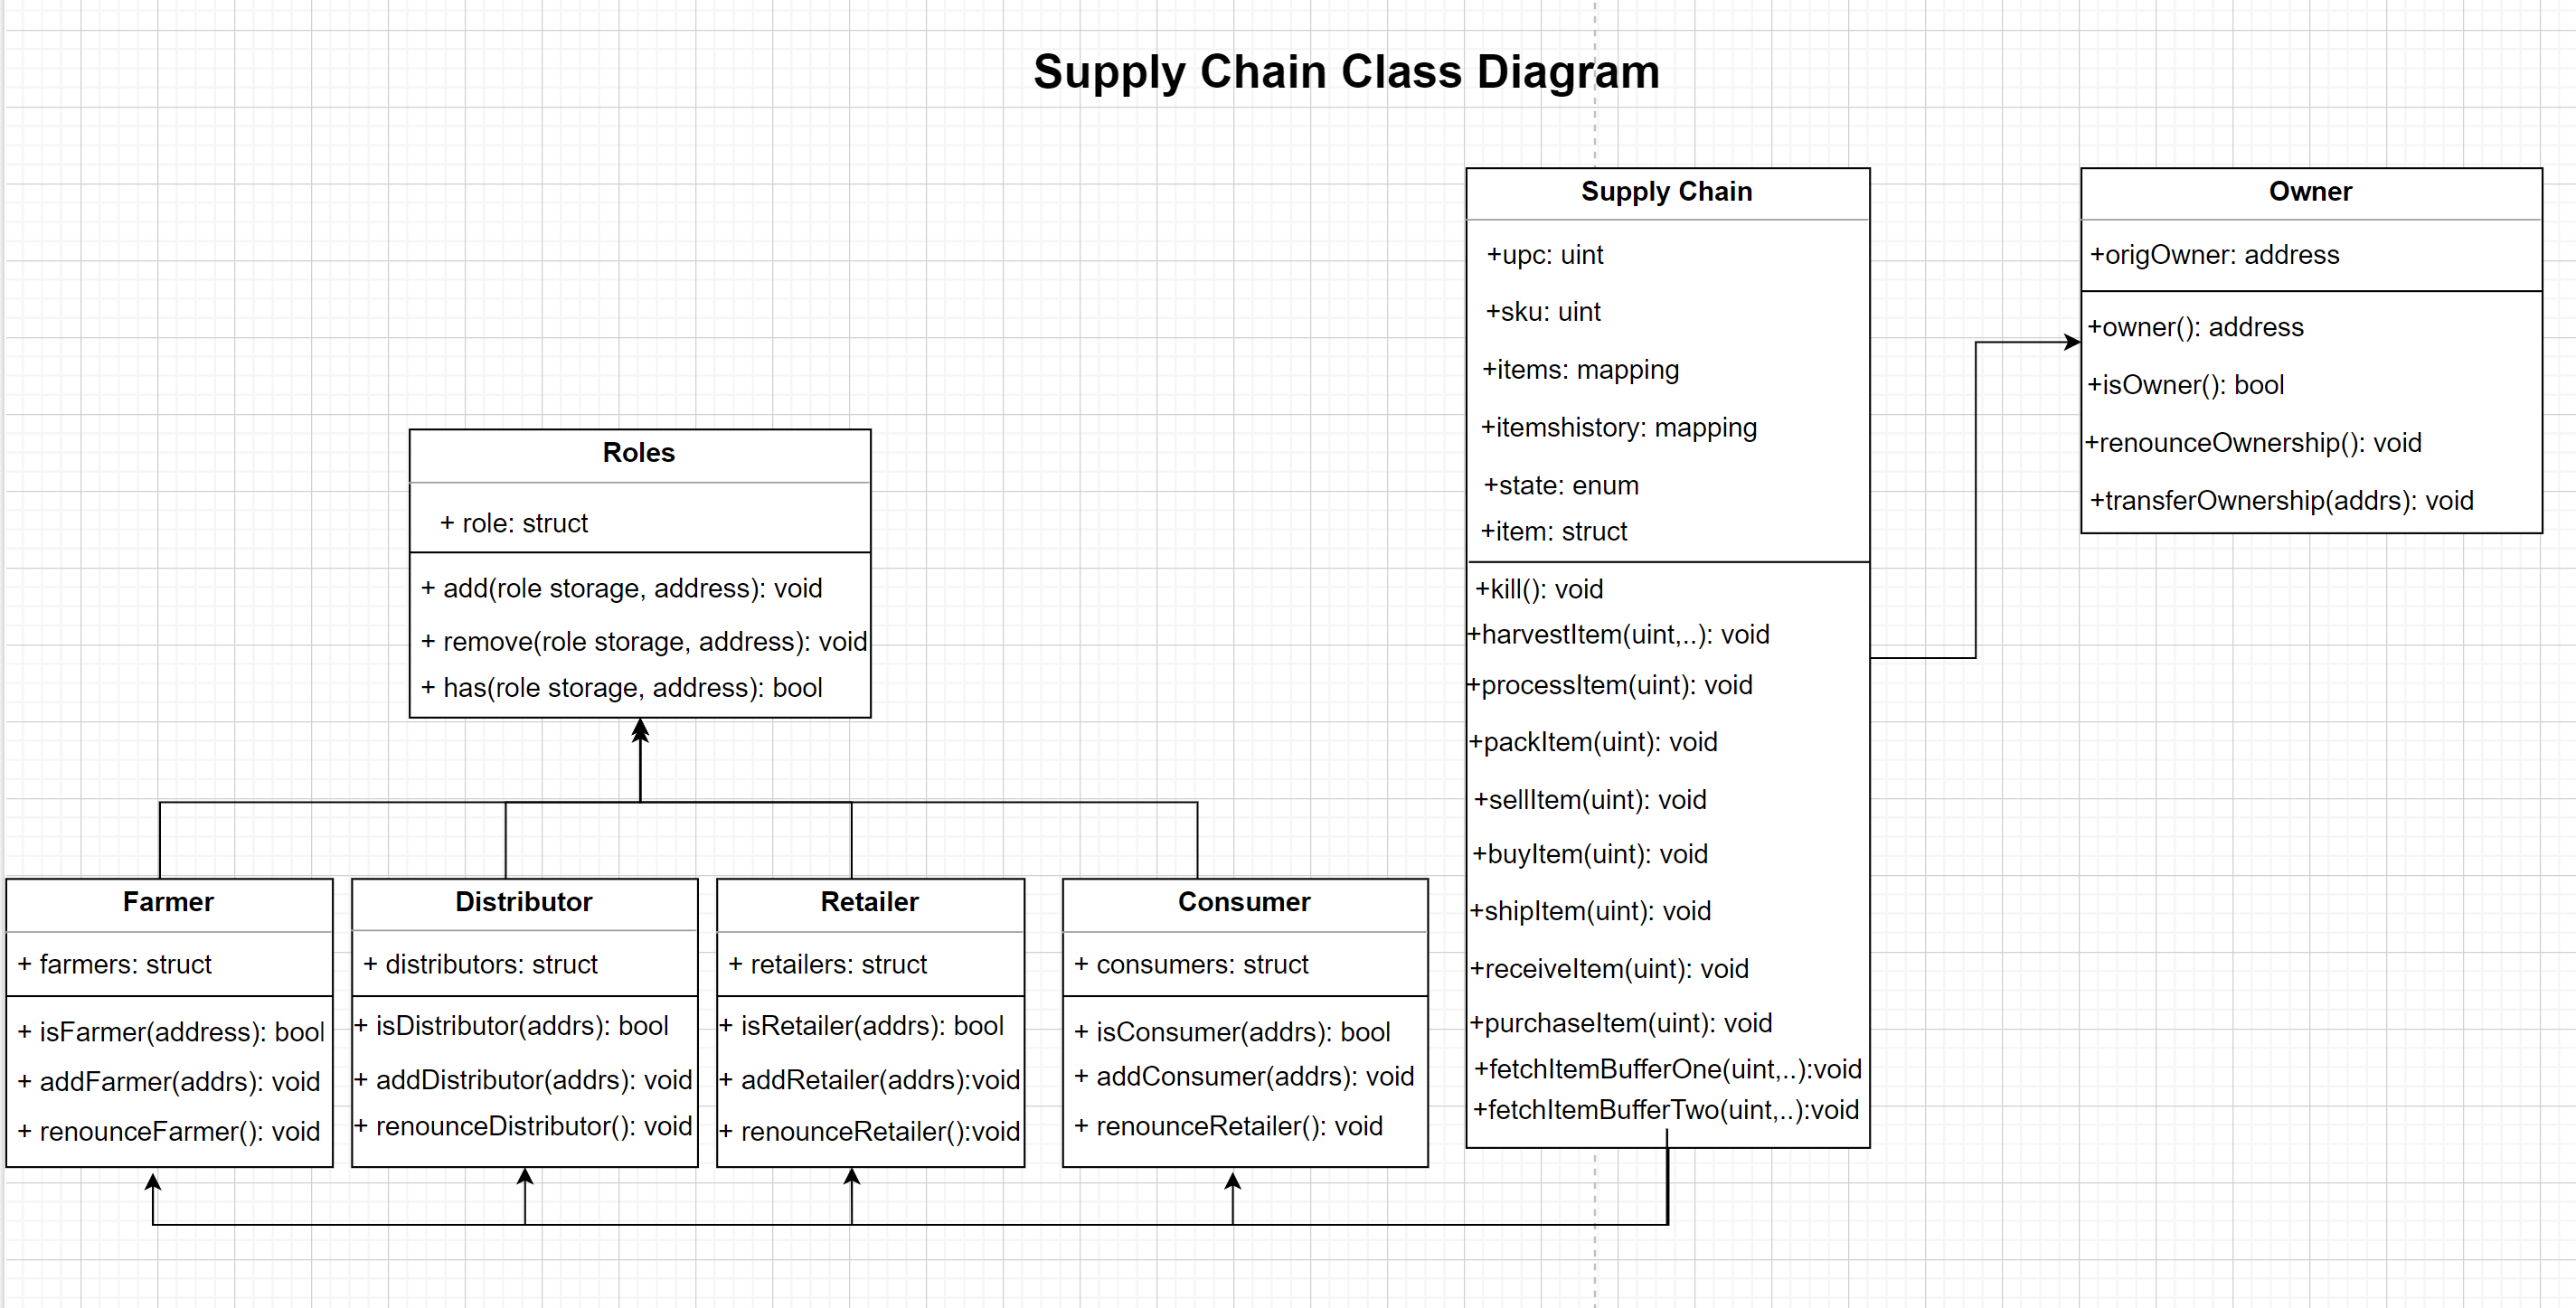 Supply Chain Class Diagram
Roles
+ role: struct
+ add(role storage, address): void
+ remove(role storage, address): void
+ has(role storage, address): bool
Farmer
+ farmers: struct
+ isFarmer(address): bool
+ addFarmer(addrs): void
+ renounceFarmer(): void
Distributor
+ distributors: struct
+ isDistributor(addrs): bool
+ addDistributor(addrs): void
+ renounceDistributor(): void
Retailer
+ retailers: struct
+ isRetailer(addrs): bool
+ addRetailer(addrs):void
+ renounceRetailer():void
Consumer
+ consumers: struct
+ isConsumer(addrs): bool
+ addConsumer(addrs): void
+ renounceRetailer(): void
Supply Chain
+upc: uint
+sku: uint
+items: mapping
+itemshistory: mapping
+state: enum
+item: struct
+kill(): void
+harvestItem(uint,..): void
+processItem(uint): void
+packItem(uint): void
+sellItem(uint): void
+buyItem(uint): void
+shipItem(uint): void
+receiveItem(uint): void
+purchaseItem(uint): void
+fetchItemBufferOne(uint,..):void
+fetchItemBufferTwo(uint,..):void
Owner
+origOwner: address
+owner(): address
+isOwner(): bool
+renounceOwnership(): void
+transferOwnership(addrs): void